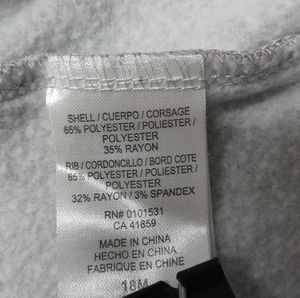 SHELL / CUERPO / CORSAGE
65% POLYESTER / POLIESTER /
POLYESTER
35% RAYON
RIB / CORDONCILLO / BORD COTE
65% POLYESTER / POLIESTER /
POLYESTER
32% RAYON / 3% SPANDEX
RN# 0101531
CA 41859
MADE IN CHINA
HECHO EN CHINA
FABRIQUE EN CHINE
18M